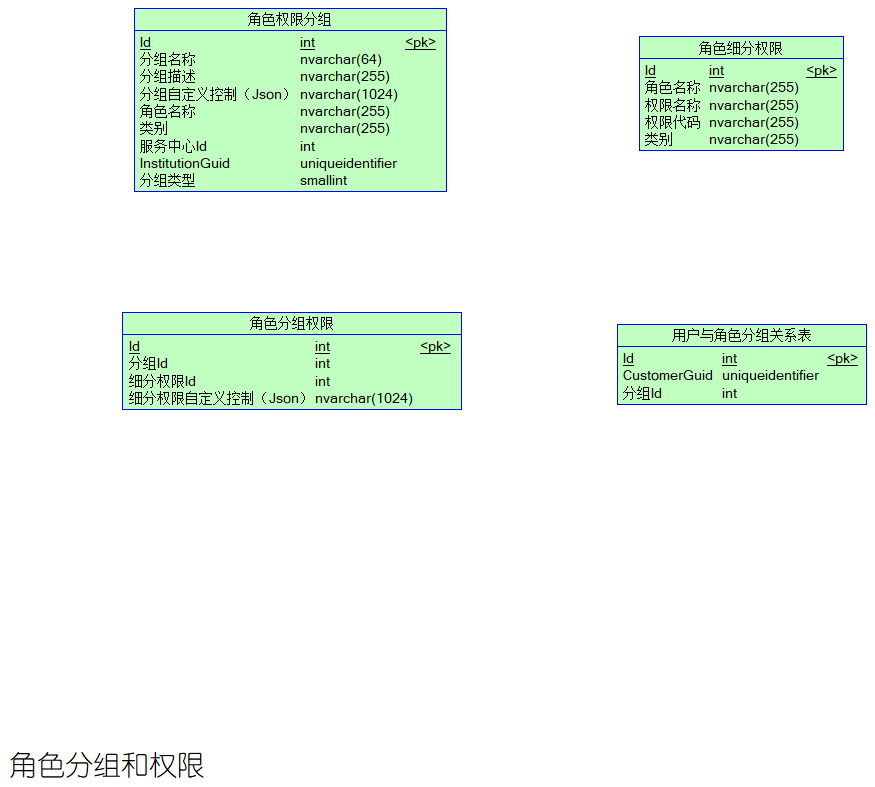 角色权限分组
Id int <pk>
分组名称 nvarchar(64)
分组描述 nvarchar(255)
分组自定义控制（Json） nvarchar(1024)
角色名称 nvarchar(255)
类别 nvarchar(255)
服务中心Id int
InstitutionGuid uniqueidentifier
分组类型 smallint
角色细分权限
Id int <pk>
角色名称 nvarchar(255)
权限名称 nvarchar(255)
权限代码 nvarchar(255)
类别 nvarchar(255)
角色分组权限
Id int <pk>
分组Id int
细分权限Id int
细分权限自定义控制（Json） nvarchar(1024)
用户与角色分组关系表
Id int <pk>
CustomerGuid uniqueidentifier
分组Id int
角色分组和权限